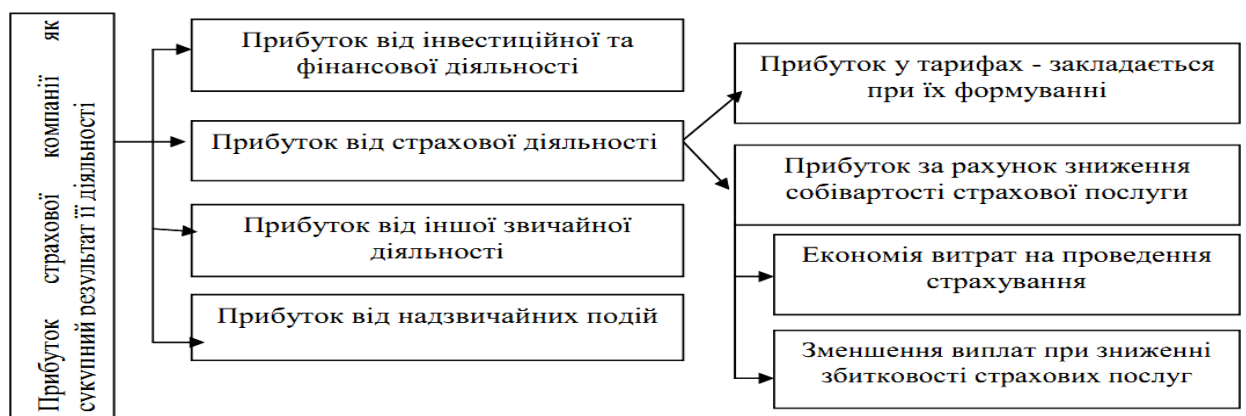 Прибуток страхової компанії як
сукупний результат її діяльності
Прибуток від інвестиційної та
фінансової діяльності
Прибуток від страхової діяльності
Прибуток від іншої звичайної
діяльності
Прибуток від надзвичайних подій
Прибуток у тарифах - закладається
при їх формуванні
Прибуток за рахунок зниження
собівартості страхової послуги
Економія витрат на проведення
страхування
Зменшення виплат при зниженні
збитковості страхових послуг